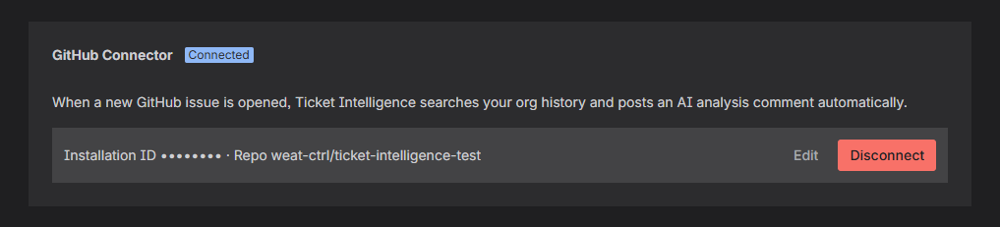 GitHub Connector Connected
When a new GitHub issue is opened, Ticket Intelligence searches your org history and posts an AI analysis comment automatically.
Installation ID •••••••• · Repo weat-ctrl/ticket-intelligence-test Edit Disconnect